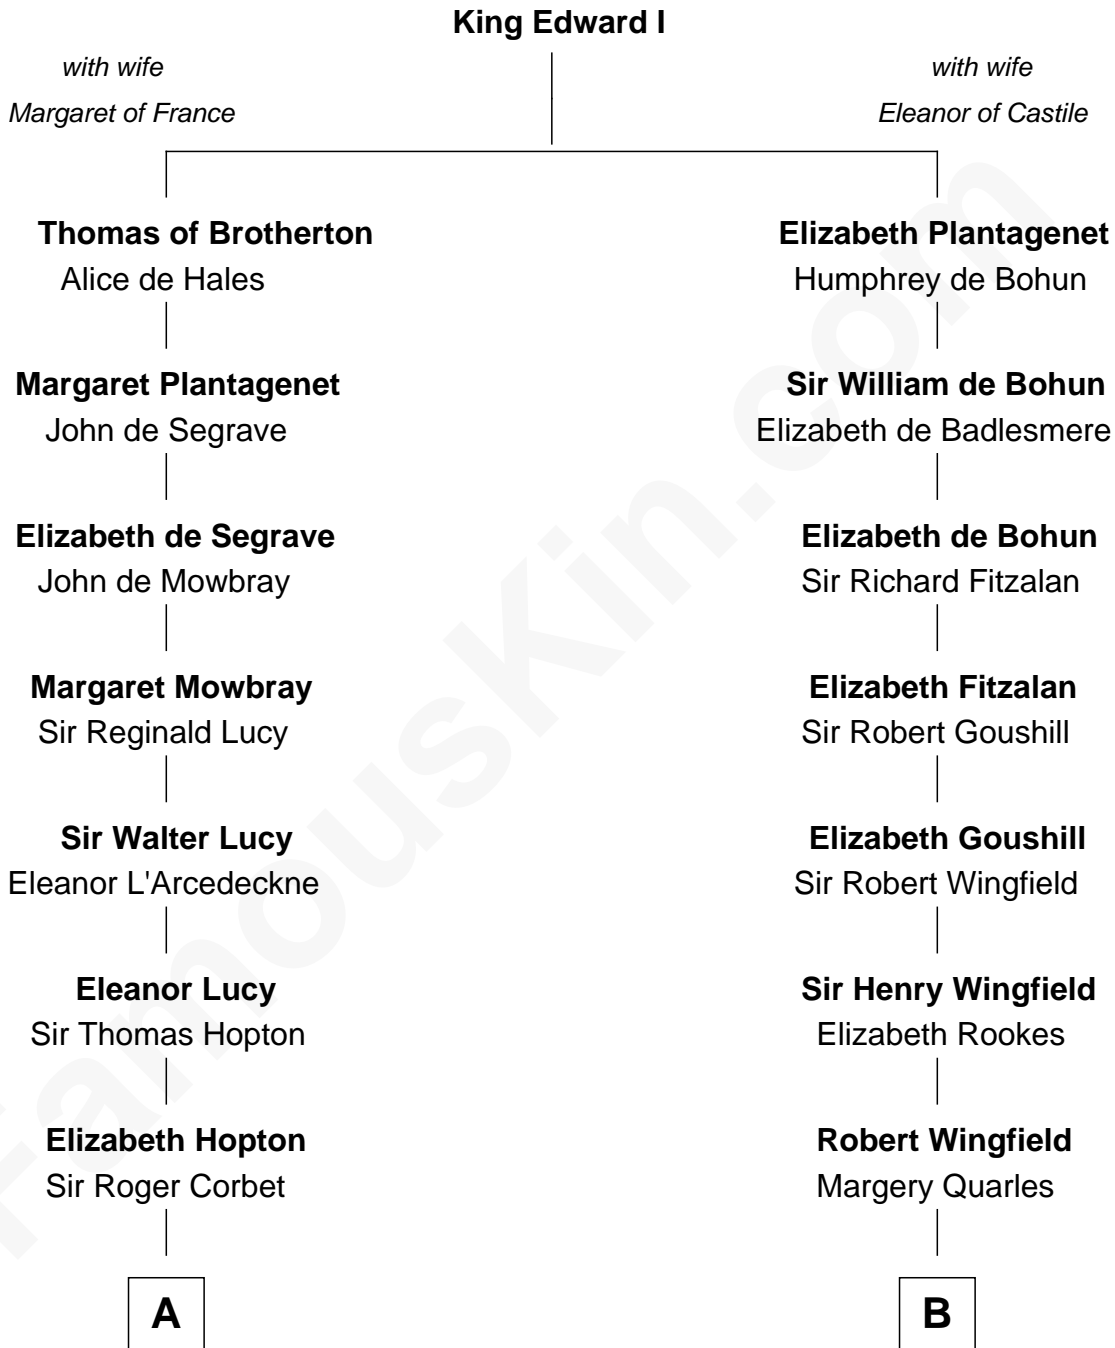 King Edward I
with wife
Margaret of France
with wife
Eleanor of Castile
Thomas of Brotherton
Alice de Hales
Elizabeth Plantagenet
Humphrey de Bohun
Margaret Plantagenet
John de Segrave
Sir William de Bohun
Elizabeth de Badlesmere
Elizabeth de Segrave
John de Mowbray
Elizabeth de Bohun
Sir Richard Fitzalan
Margaret Mowbray
Sir Reginald Lucy
Elizabeth Fitzalan
Sir Robert Goushill
Sir Walter Lucy
Eleanor L'Arcedeckne
Elizabeth Goushill
Sir Robert Wingfield
Eleanor Lucy
Sir Thomas Hopton
Sir Henry Wingfield
Elizabeth Rookes
Elizabeth Hopton
Sir Roger Corbet
Robert Wingfield
Margery Quarles
A
B
FamousKin.com